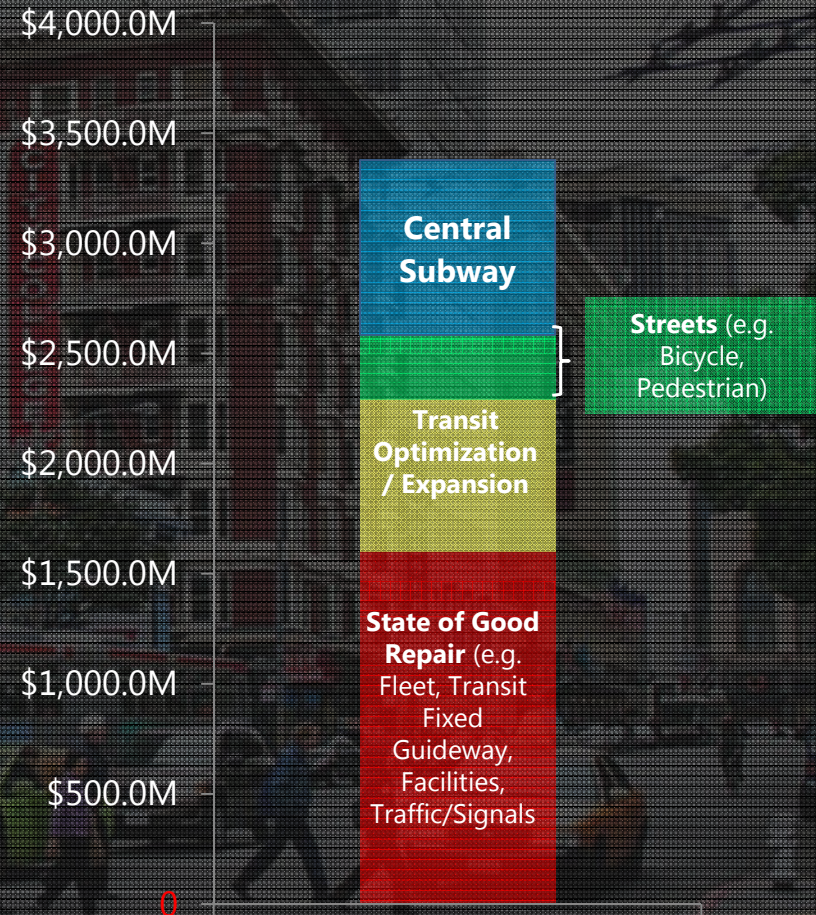 $4,000.0M
$3,500.0M
$3,000.0M
$2,500.0M
$2,000.0M
$1,500.0M
$1,000.0M
$500.0M
0
Central
Subway
Streets (e.g.
Bicycle,
Pedestrian)
Transit
Optimization
/ Expansion
State of Good
Repair (e.g.
Fleet, Transit
Fixed
Guideway,
Facilities,
Traffic/Signals